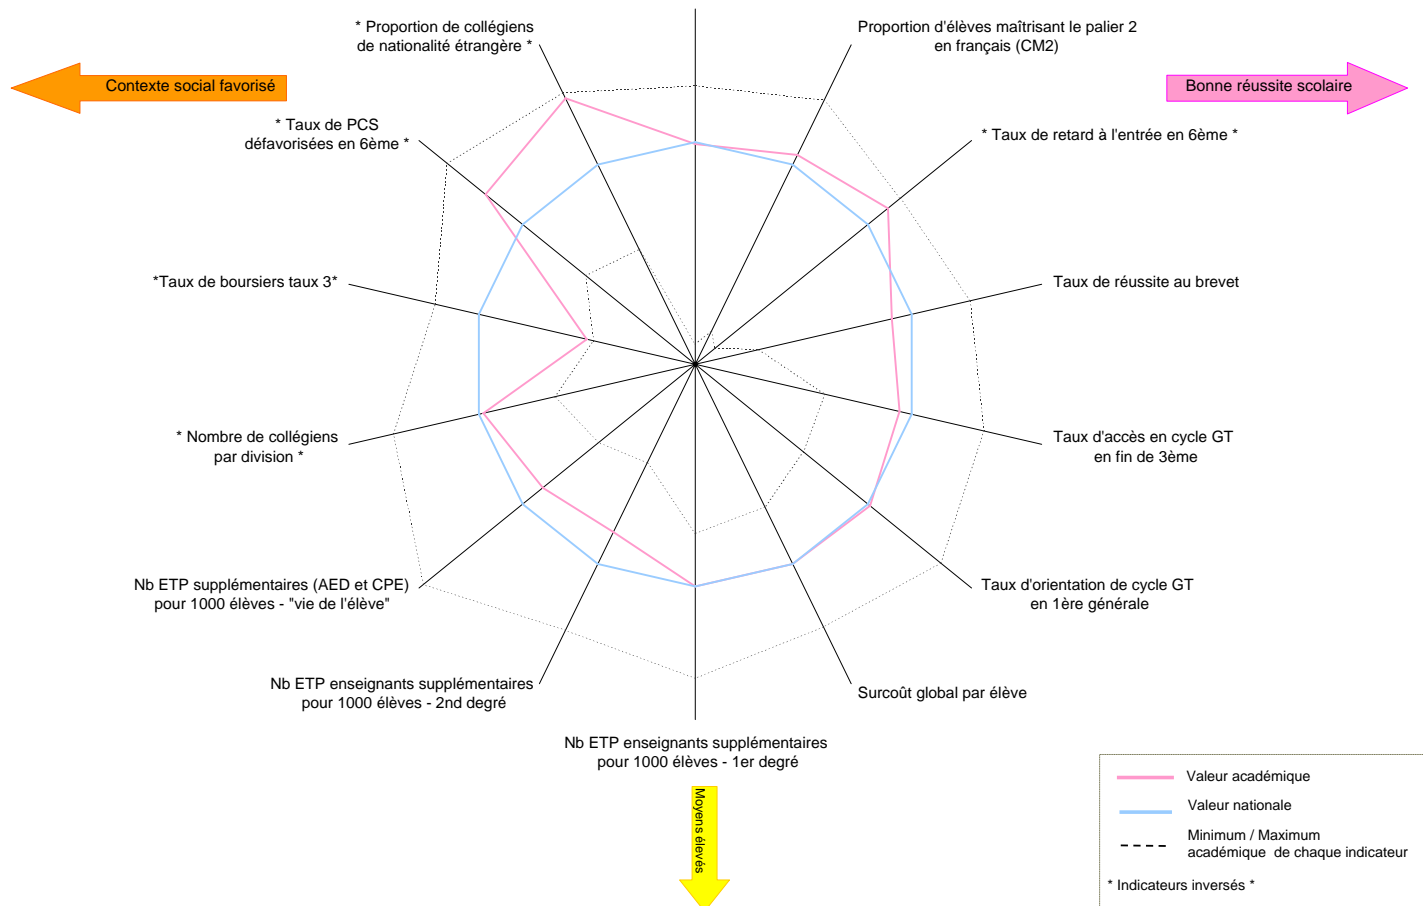 * Proportion de collégiens
de nationalité étrangère *
Proportion d'élèves maîtrisant le palier 2
en français (CM2)
Contexte social favorisé
Bonne réussite scolaire
* Taux de PCS
défavorisées en 6ème *
* Taux de retard à l'entrée en 6ème *
*Taux de boursiers taux 3*
Taux de réussite au brevet
* Nombre de collégiens
par division *
Taux d'accès en cycle GT
en fin de 3ème
Nb ETP supplémentaires (AED et CPE)
pour 1000 élèves - "vie de l'élève"
Taux d'orientation de cycle GT
en 1ère générale
Nb ETP enseignants supplémentaires
pour 1000 élèves - 2nd degré
Surcoût global par élève
Nb ETP enseignants supplémentaires
pour 1000 élèves - 1er degré
Moyens élevés
Valeur académique
Valeur nationale
Minimum / Maximum
académique de chaque indicateur
* Indicateurs inversés *